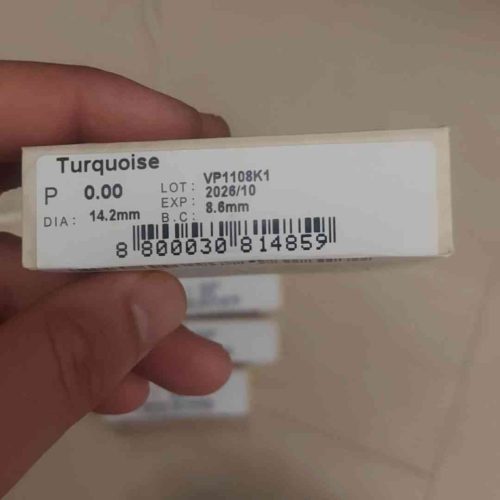 Turquoise
P 0.00 LOT: VP1108K1
EXP: 2026/10
DIA: 14.2mm B.C: 8.6mm
8 800030 814859